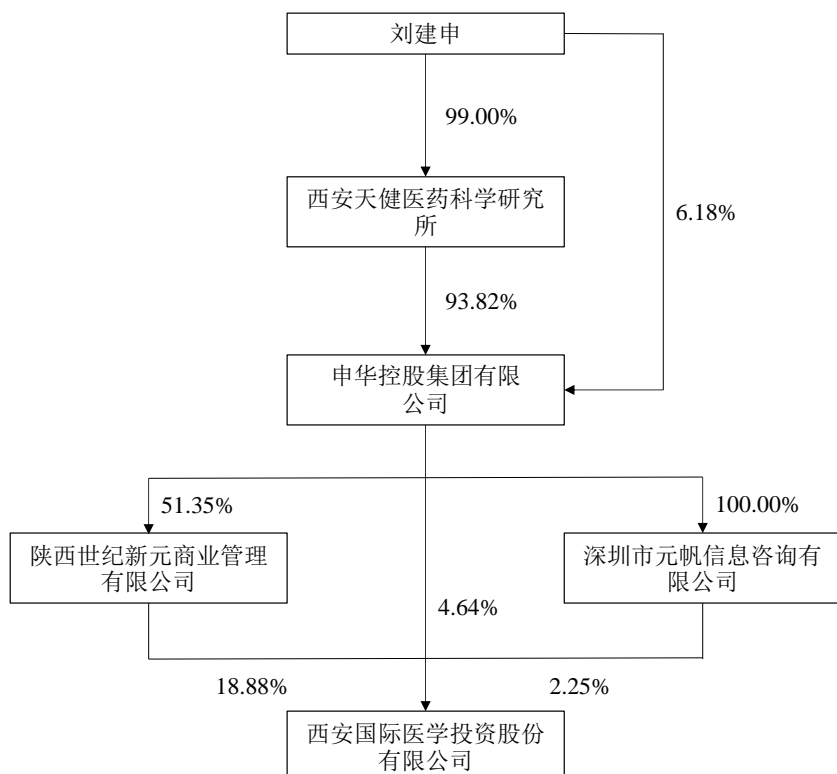 刘建申
99.00%
西安天健医药科学研究
所
6.18%
93.82%
申华控股集团有限
公司
51.35%
100.00%
陕西世纪新元商业管理
有限公司
深圳市元帆信息咨询有
限公司
4.64%
18.88%
2.25%
西安国际医学投资股份
有限公司